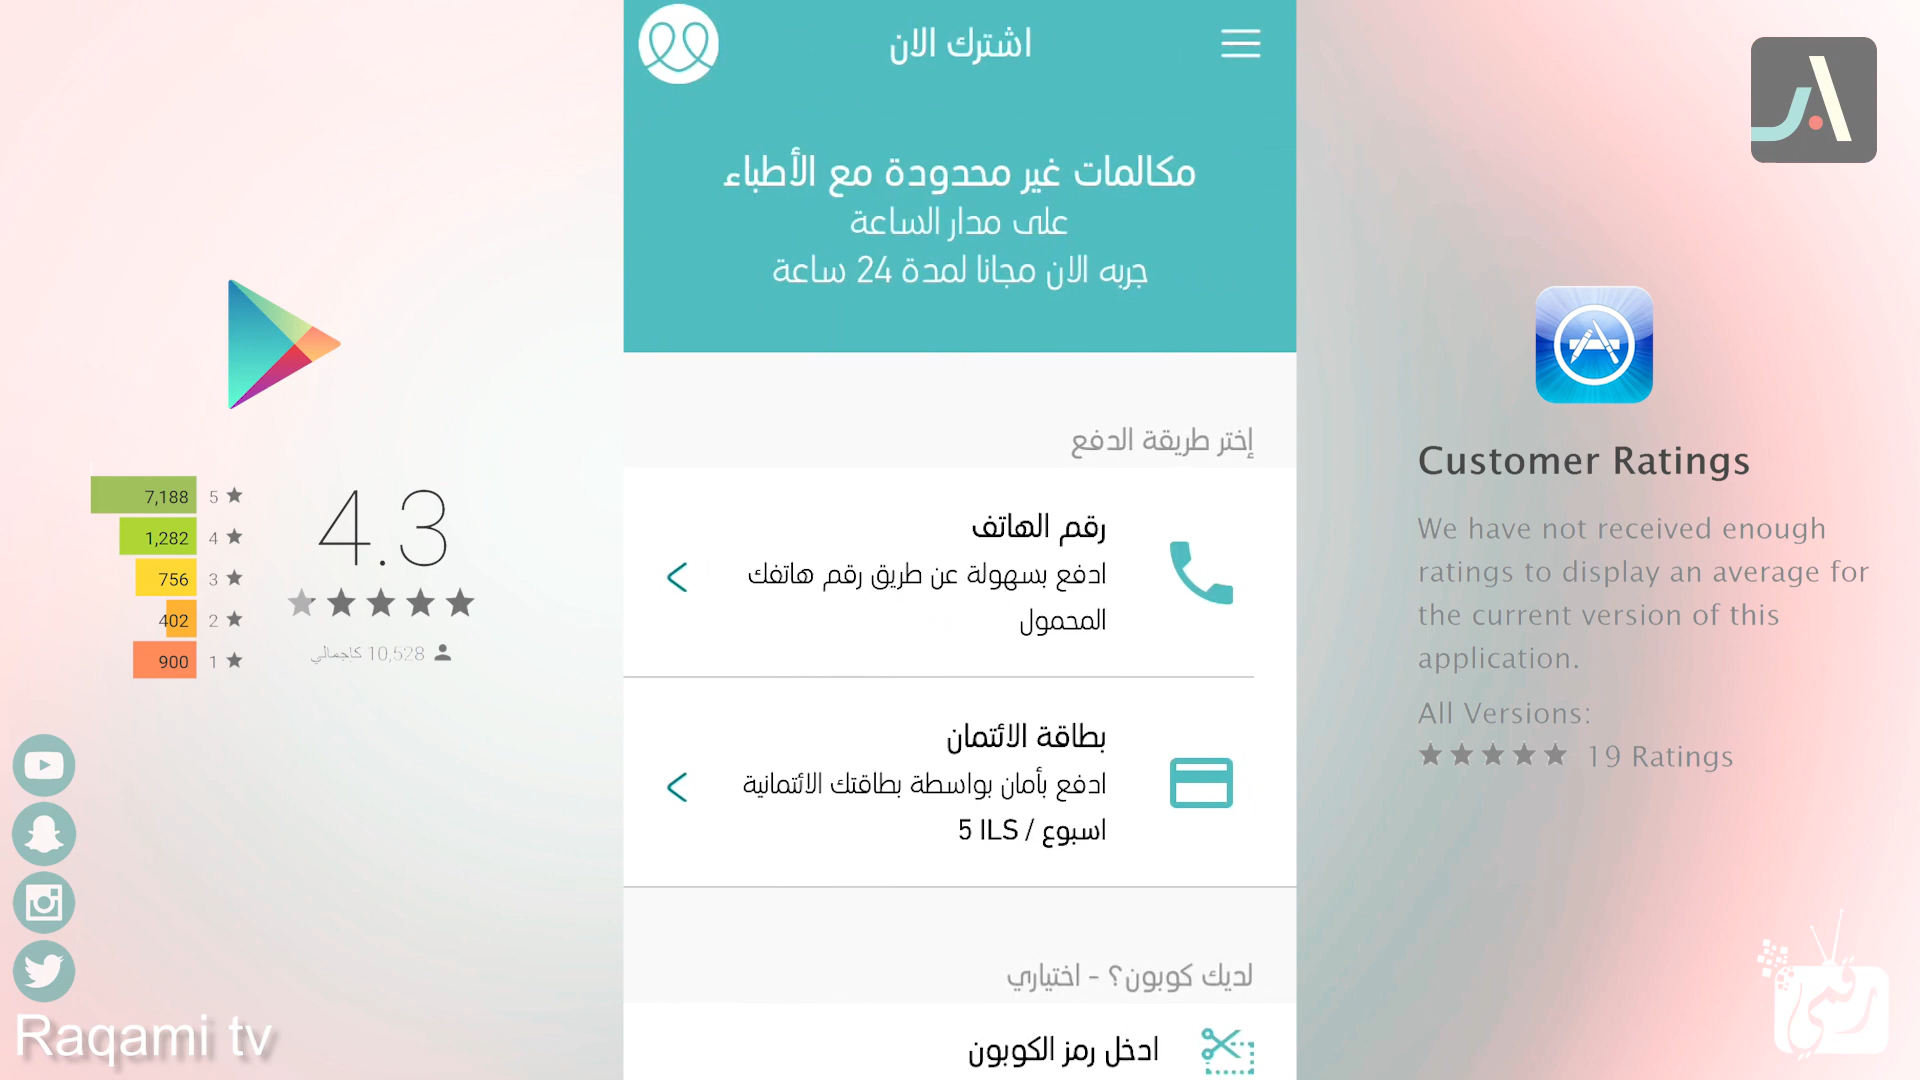 اشترك الان
مكالمات غير محدودة مع الأطباء
على مدار الساعة
جربه الان مجانا لمدة 24 ساعة
إختر طريقة الدفع
رقم الهاتف
ادفع بسهولة عن طريق رقم هاتفك
المحمول
بطاقة الائتمان
ادفع بأمان بواسطة بطاقتك الائتمانية
5 ILS / اسبوع
لديك كوبون؟ - اختياري
ادخل رمز الكوبون
7,188 5
1,282 4
756 3
402 2
900 1
4.3
10,528 كإجمالي
Customer Ratings
We have not received enough
ratings to display an average for
the current version of this
application.
All Versions:
19 Ratings
Raqami tv
رقمي